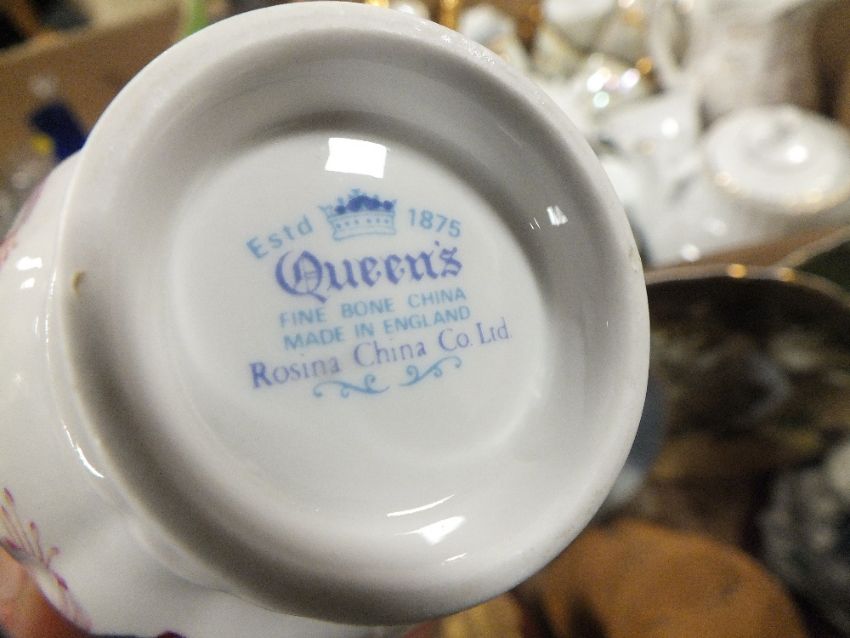 Estd 1875
Queen's
FINE BONE CHINA
MADE IN ENGLAND
Rosina China Co. Ltd.